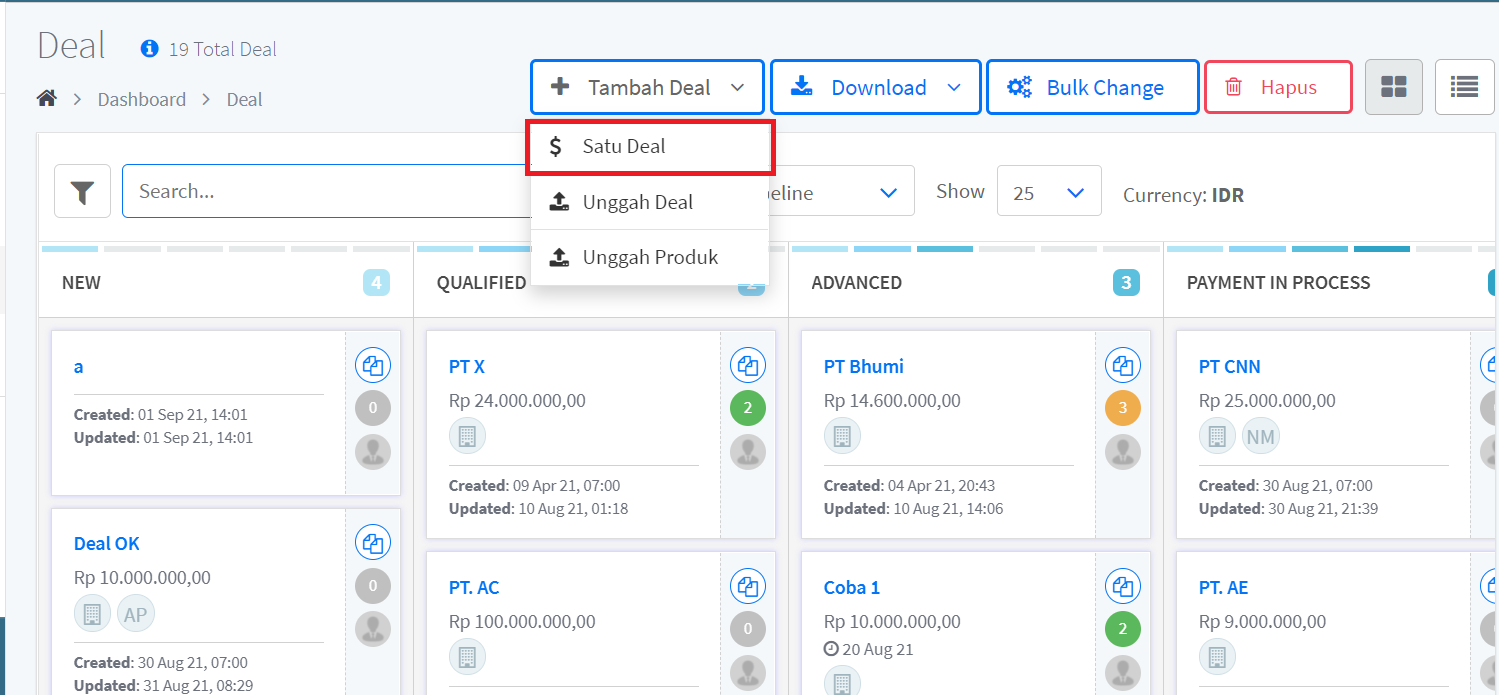 Deal
19 Total Deal
Dashboard > Deal
Tambah Deal
Download
Bulk Change
Hapus
Satu Deal
Unggah Deal
Unggah Produk
Search...
Show
25
Currency: IDR
NEW
4
a
Created: 01 Sep 21, 14:01
Updated: 01 Sep 21, 14:01
0
Deal OK
Rp 10.000.000,00
AP
Created: 30 Aug 21, 07:00
Updated: 31 Aug 21, 08:29
0
QUALIFIED
PT X
Rp 24.000.000,00
Created: 09 Apr 21, 07:00
Updated: 10 Aug 21, 01:18
2
PT. AC
Rp 100.000.000,00
0
ADVANCED
3
PT Bhumi
Rp 14.600.000,00
Created: 04 Apr 21, 20:43
Updated: 10 Aug 21, 14:06
3
Coba 1
Rp 10.000.000,00
20 Aug 21
2
PAYMENT IN PROCESS
PT CNN
Rp 25.000.000,00
NM
Created: 30 Aug 21, 07:00
Updated: 30 Aug 21, 21:39
PT. AE
Rp 9.000.000,00